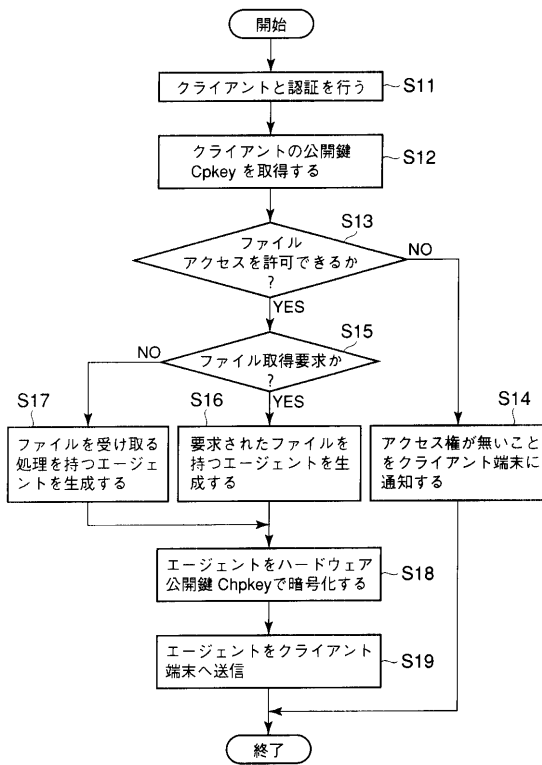 開始
クライアントと認証を行う
S11
クライアントの公開鍵
Cpkey を取得する
S12
S13
ファイル
アクセスを許可できるか
?
NO
YES
S15
NO
ファイル取得要求か
?
YES
S17
S16
S14
ファイルを受け取る
処理を持つエージェ
ントを生成する
要求されたファイルを
持つエージェントを生
成する
アクセス権が無いこと
をクライアント端末に
通知する
エージェントをハードウェア
公開鍵 Chpkeyで暗号化する
S18
エージェントをクライアント
端末へ送信
S19
終了